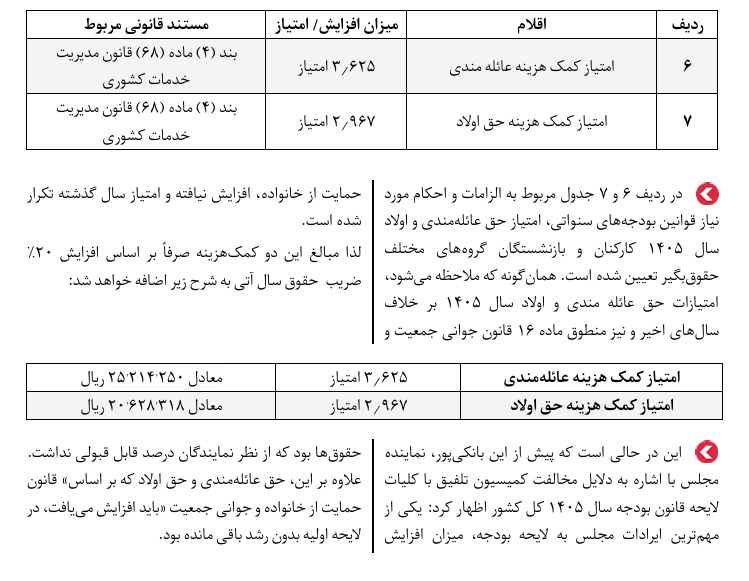 ردیف	اقلام	میزان افزایش/ امتیاز	مستند قانونی مربوط
۶	امتیاز کمک هزینه عائله مندی	۳٫۶۲۵ امتیاز	بند (۴) ماده (۶۸) قانون مدیریت
خدمات کشوری
۷	امتیاز کمک هزینه حق اولاد	۲٫۹۶۷ امتیاز	بند (۴) ماده (۶۸) قانون مدیریت
خدمات کشوری
در ردیف ۶ و ۷ جدول مربوط به الزامات و احکام مورد
نیاز قوانین بودجه‌های سنواتی، امتیاز حق عائله‌مندی و اولاد
سال ۱۴۰۵ کارکنان و بازنشستگان گروه‌های مختلف
حقوق‌بگیر تعیین شده است. همان‌گونه که ملاحظه می‌شود،
امتیازات حق عائله مندی و اولاد سال ۱۴۰۵ بر خلاف
سال‌های اخیر و نیز منطوق ماده ۱۶ قانون جوانی جمعیت و
حمایت از خانواده، افزایش نیافته و امتیاز سال گذشته تکرار
شده است.
لذا مبالغ این دو کمک‌هزینه صرفاً بر اساس افزایش ۲۰٪
ضریب حقوق سال آتی به شرح زیر اضافه خواهد شد:
امتیاز کمک هزینه عائله‌مندی	۳٫۶۲۵ امتیاز	معادل ۲۵٬۲۱۴٬۲۵۰ ریال
امتیاز کمک هزینه حق اولاد	۲٫۹۶۷ امتیاز	معادل ۲۰٬۶۲۸٬۳۱۸ ریال
این در حالی است که پیش از این بانکی‌پور، نماینده
مجلس با اشاره به دلایل مخالفت کمیسیون تلفیق با کلیات
لایحه قانون بودجه سال ۱۴۰۵ کل کشور اظهار کرد: یکی از
مهم‌ترین ایرادات مجلس به لایحه بودجه، میزان افزایش
حقوق‌ها بود که از نظر نمایندگان درصد قابل قبولی نداشت.
علاوه بر این، حق عائله‌مندی و حق اولاد که بر اساس» قانون
حمایت از خانواده و جوانی جمعیت «باید افزایش می‌یافت، در
لایحه اولیه بدون رشد باقی مانده بود.